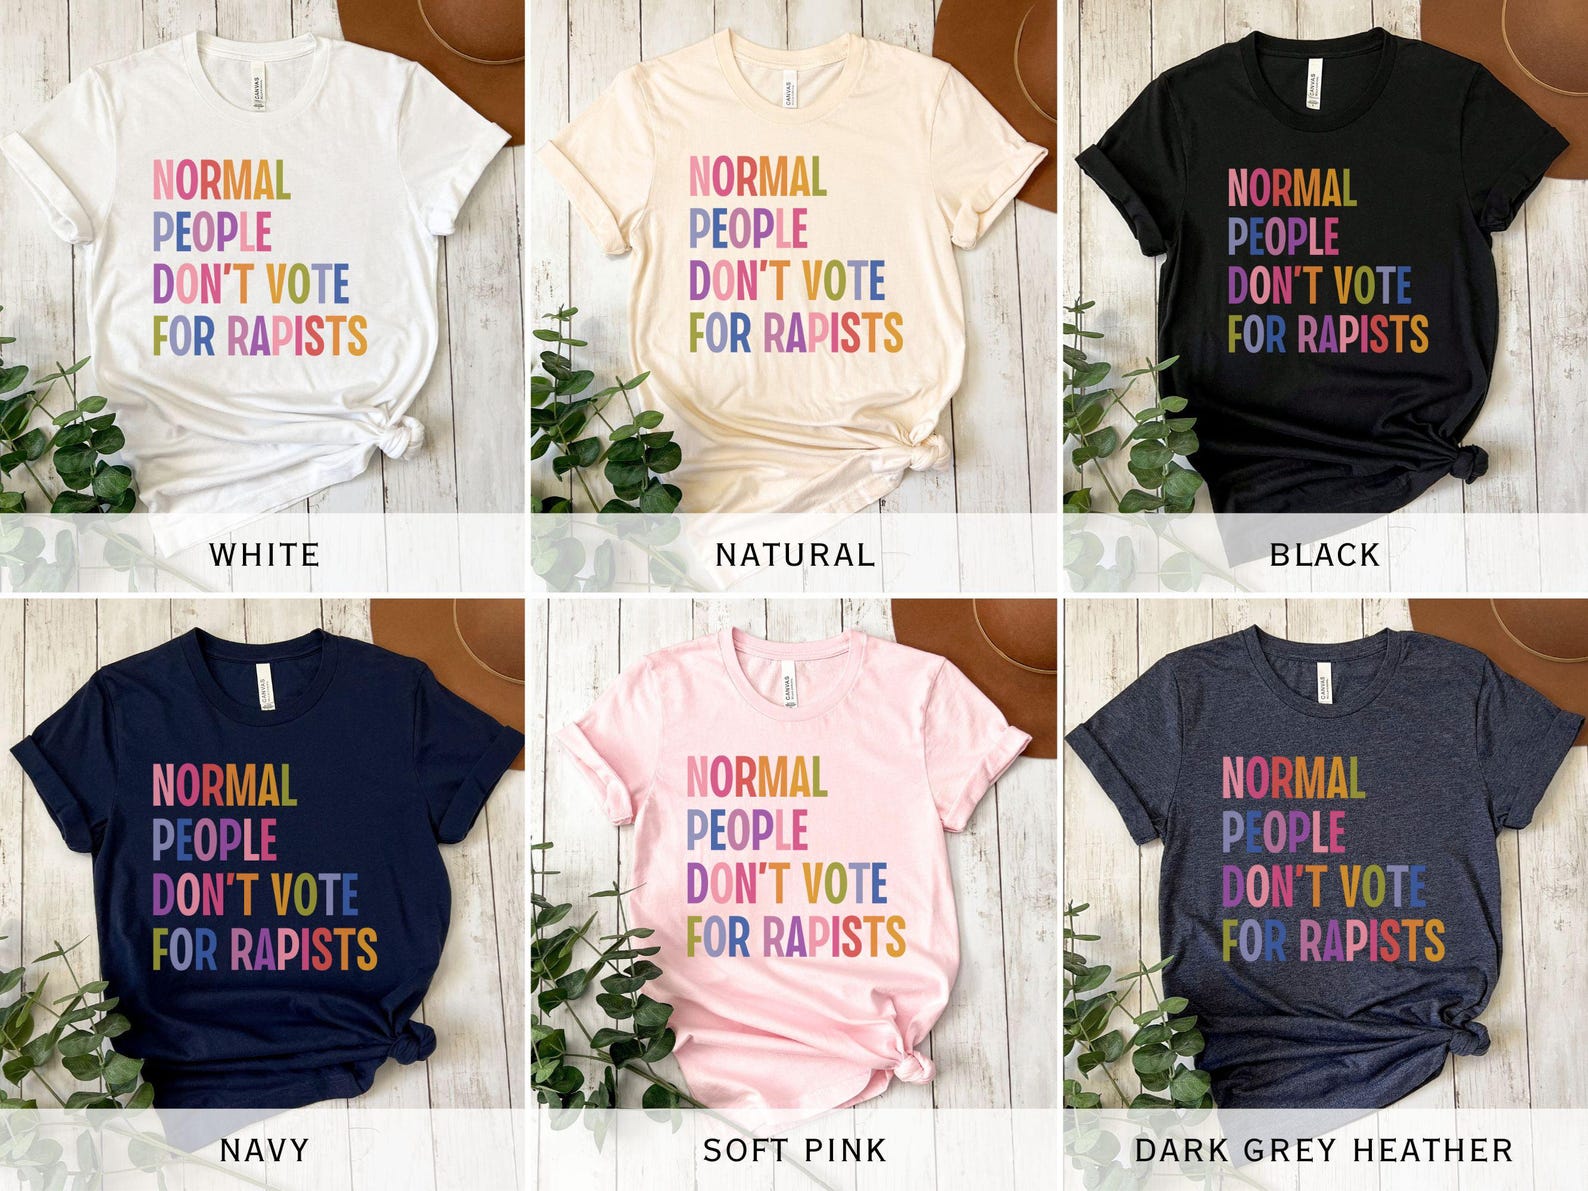 CANVAS
NORMAL
PEOPLE
DON'T VOTE
FOR RAPISTS
WHITE
CANVAS
NORMAL
PEOPLE
DON'T VOTE
FOR RAPISTS
NATURAL
CANVAS
NORMAL
PEOPLE
DON'T VOTE
FOR RAPISTS
BLACK
CANVAS
NORMAL
PEOPLE
DON'T VOTE
FOR RAPISTS
NAVY
CANVAS
NORMAL
PEOPLE
DON'T VOTE
FOR RAPISTS
SOFT PINK
NORMAL
PEOPLE
DON'T VOTE
FOR RAPISTS
DARK GREY HEATHER